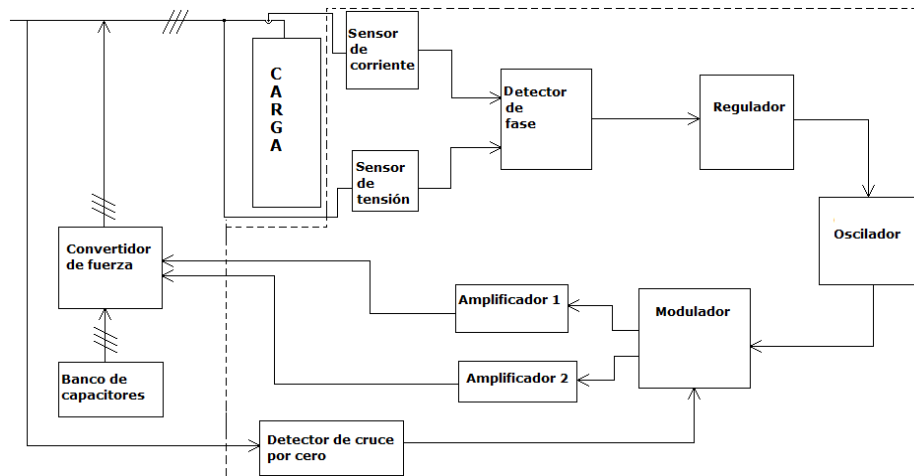 Sensor
de
corriente
C
A
R
G
A
Detector
de
fase
Regulador
Sensor
de
tensión
Oscilador
Convertidor
de fuerza
Amplificador 1
Modulador
Amplificador 2
Banco de
capacitores
Detector de cruce
por cero